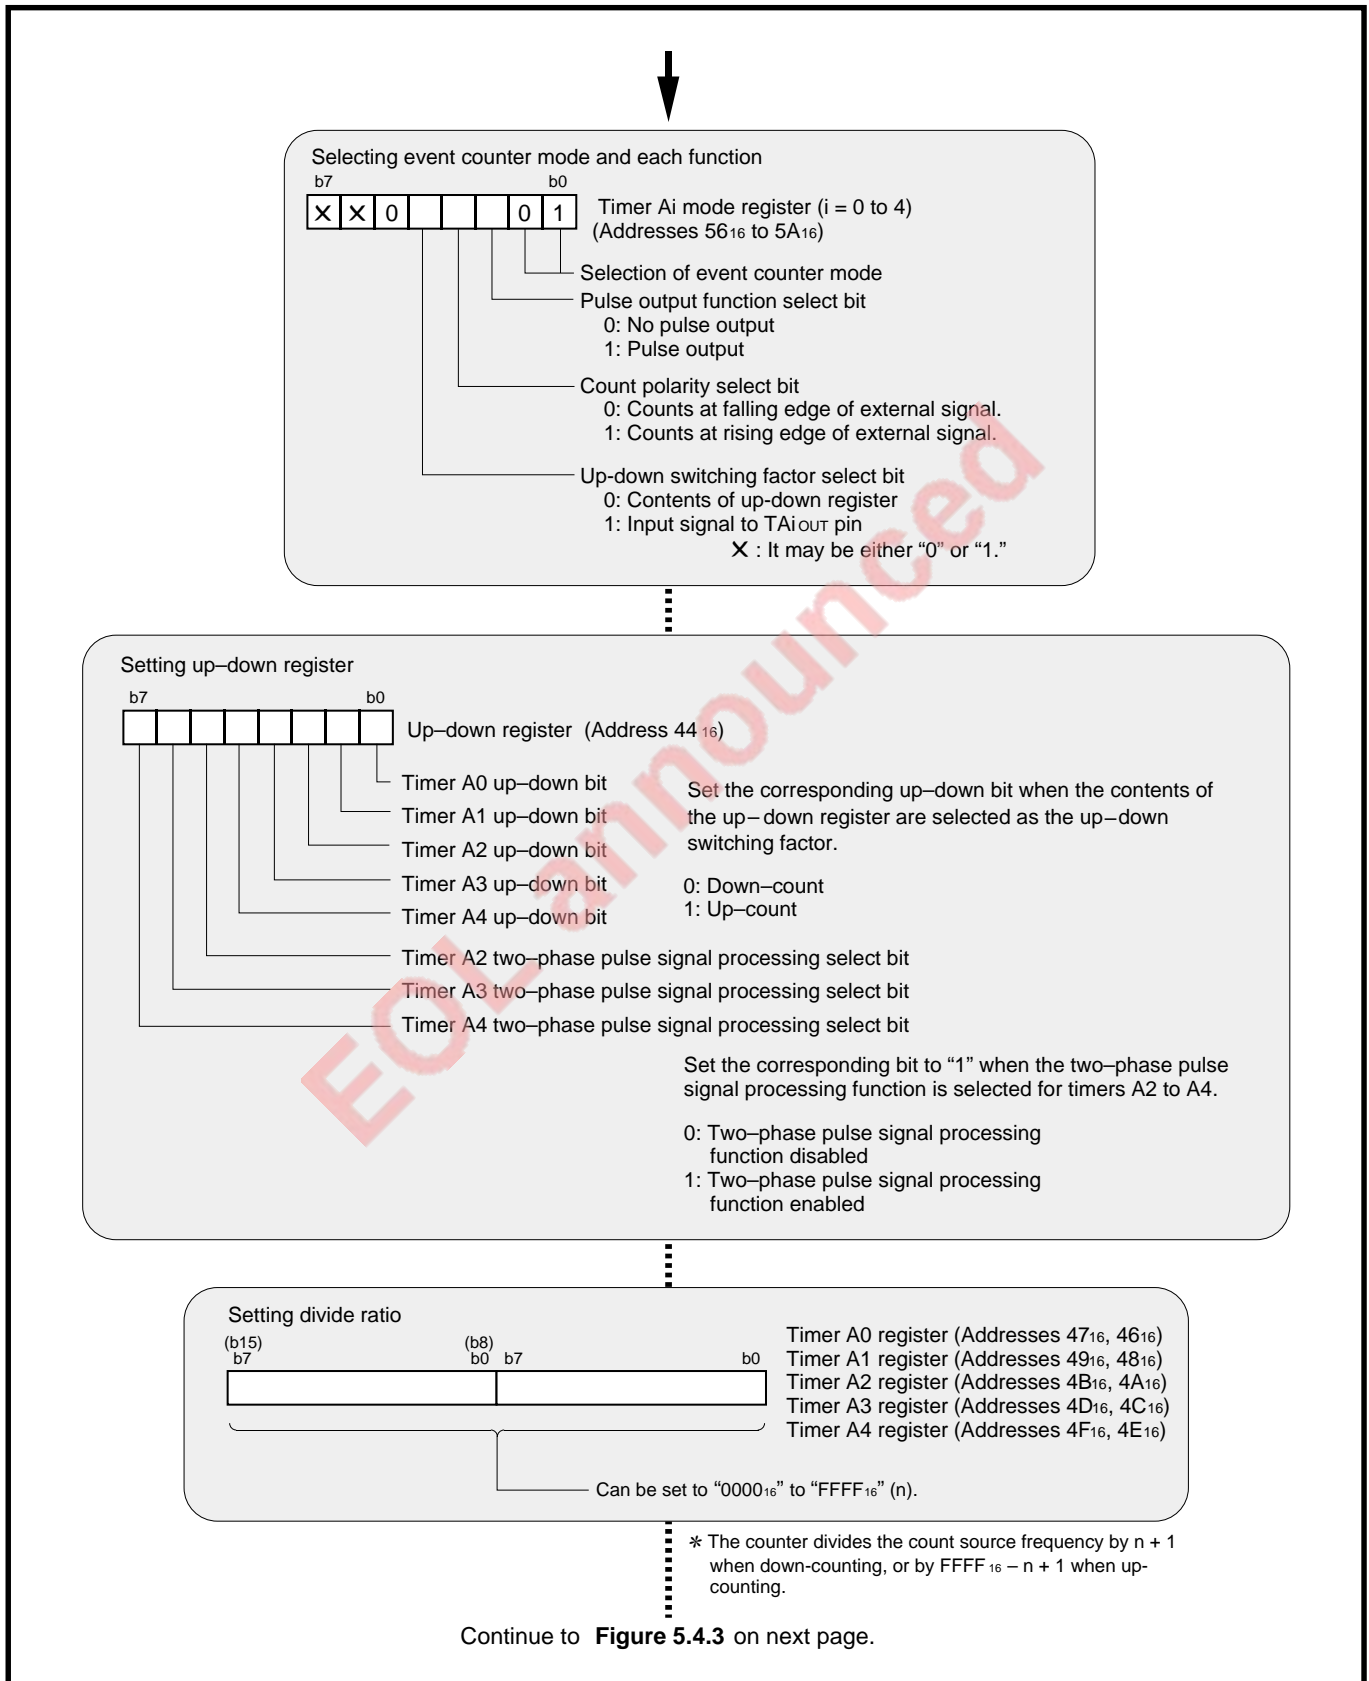 Selecting event counter mode and each function
b7 b0
✕ ✕ 0 0 1
Timer Ai mode register (i = 0 to 4)
(Addresses 5616 to 5A16)
Selection of event counter mode
Pulse output function select bit
0: No pulse output
1: Pulse output
Count polarity select bit
0: Counts at falling edge of external signal.
1: Counts at rising edge of external signal.
Up-down switching factor select bit
0: Contents of up-down register
1: Input signal to TAiOUT pin
✕ : It may be either “0” or “1.”
Setting up–down register
b7 b0
Up–down register (Address 4416)
Timer A0 up–down bit
Timer A1 up–down bit
Timer A2 up–down bit
Timer A3 up–down bit
Timer A4 up–down bit
Set the corresponding up–down bit when the contents of
the up–down register are selected as the up–down
switching factor.
0: Down–count
1: Up–count
Timer A2 two–phase pulse signal processing select bit
Timer A3 two–phase pulse signal processing select bit
Timer A4 two–phase pulse signal processing select bit
Set the corresponding bit to “1” when the two–phase pulse
signal processing function is selected for timers A2 to A4.
0: Two–phase pulse signal processing
function disabled
1: Two–phase pulse signal processing
function enabled
Setting divide ratio
(b15) (b8)
b7 b0 b7 b0
Timer A0 register (Addresses 4716, 4616)
Timer A1 register (Addresses 4916, 4816)
Timer A2 register (Addresses 4B16, 4A16)
Timer A3 register (Addresses 4D16, 4C16)
Timer A4 register (Addresses 4F16, 4E16)
Can be set to “000016” to “FFFF16” (n).
* The counter divides the count source frequency by n + 1
when down-counting, or by FFFF16 – n + 1 when up-
counting.
Continue to Figure 5.4.3 on next page.
EOL announced